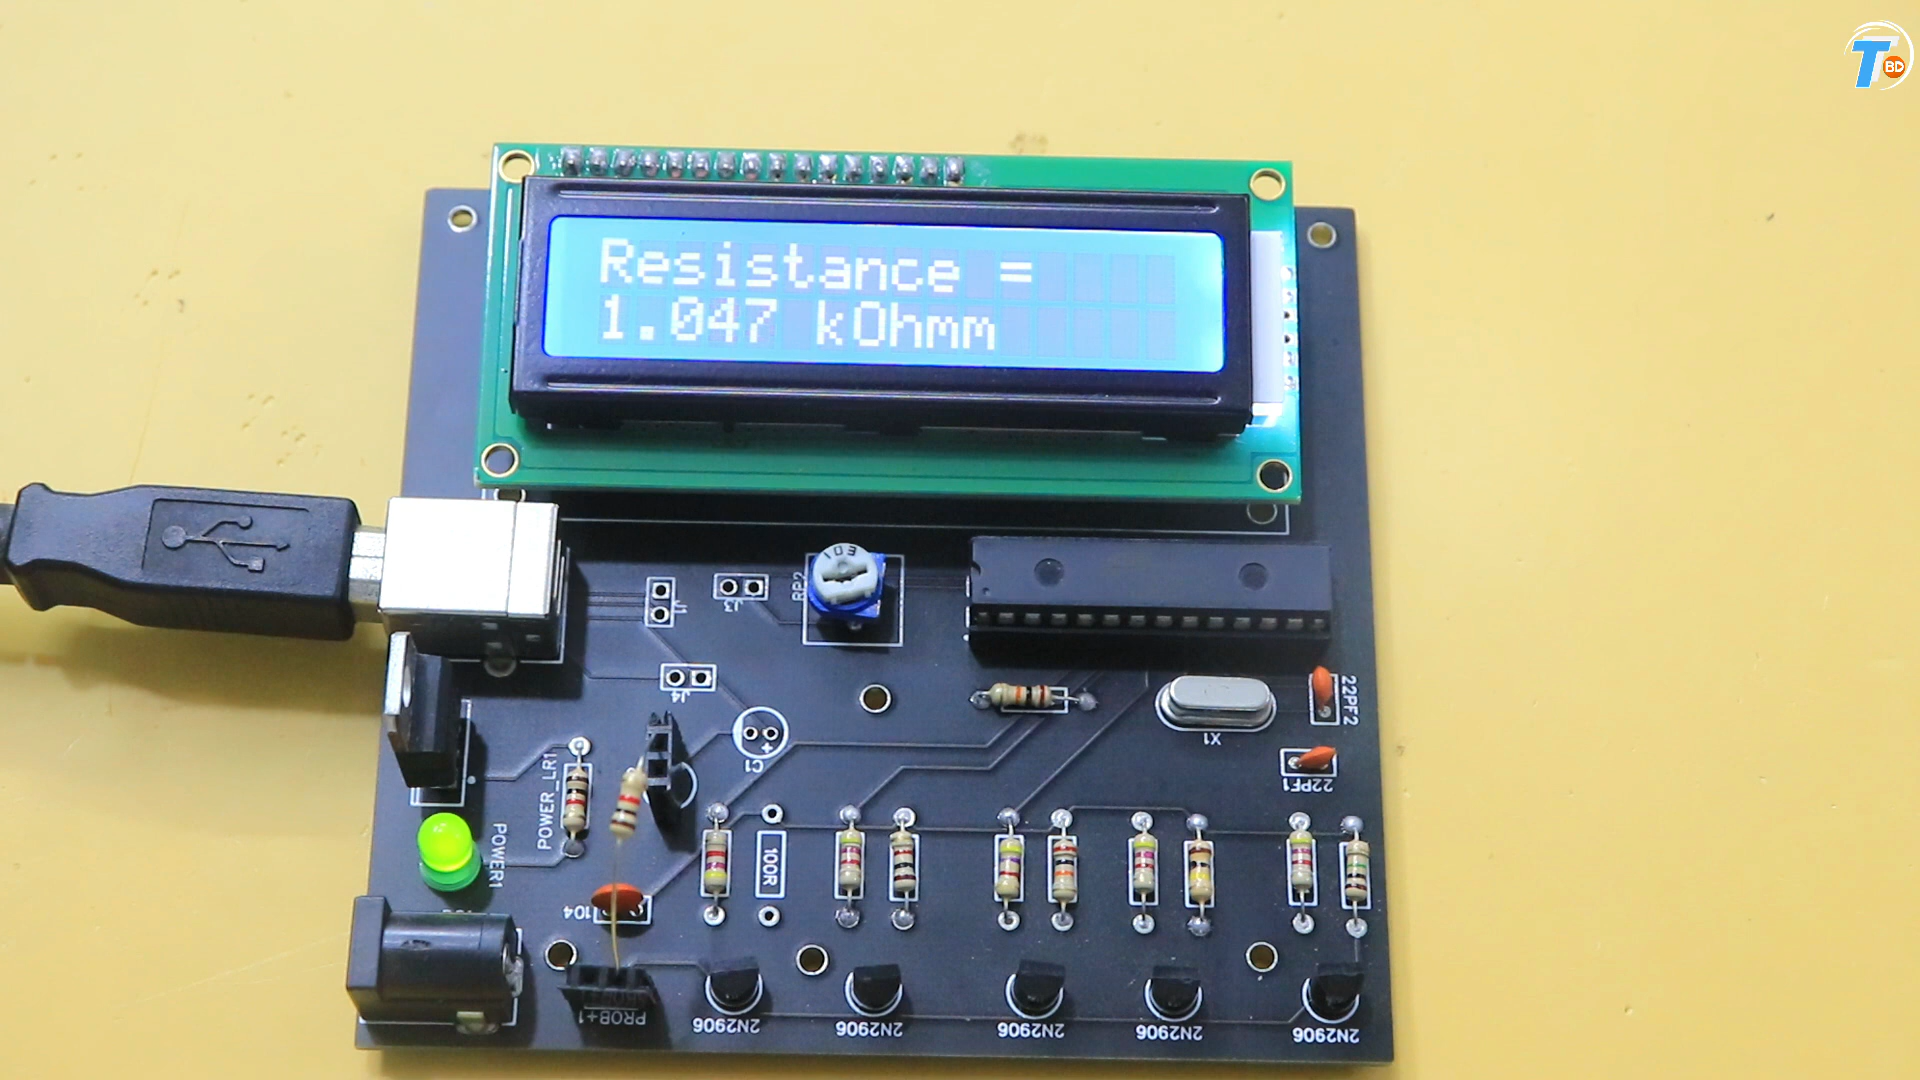 T BD
Resistance =
1.047 kOhmm
103
RP2
J1
J3
J4
C1
+
X1
22PF2
22PF1
POWER_LR1
POWER1
100R
104
PROB+1
2N2906
2N2906
2N2906
2N2906
2N2906